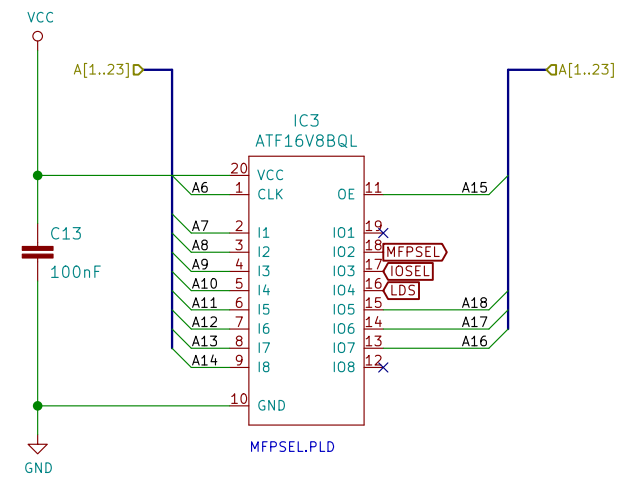 VCC
A[1..23]
A[1..23]
IC3
ATF16V8BQL
20 VCC
A6 1 CLK
OE 11 A15
A7 2 I1
IO1 19
A8 3 I2
IO2 18 MFPSEL
A9 4 I3
IO3 17 IOSEL
A10 5 I4
IO4 16 LDS
A11 6 I5
IO5 15 A18
A12 7 I6
IO6 14 A17
A13 8 I7
IO7 13 A16
A14 9 I8
IO8 12
C13
100nF
10 GND
MFPSEL.PLD
GND